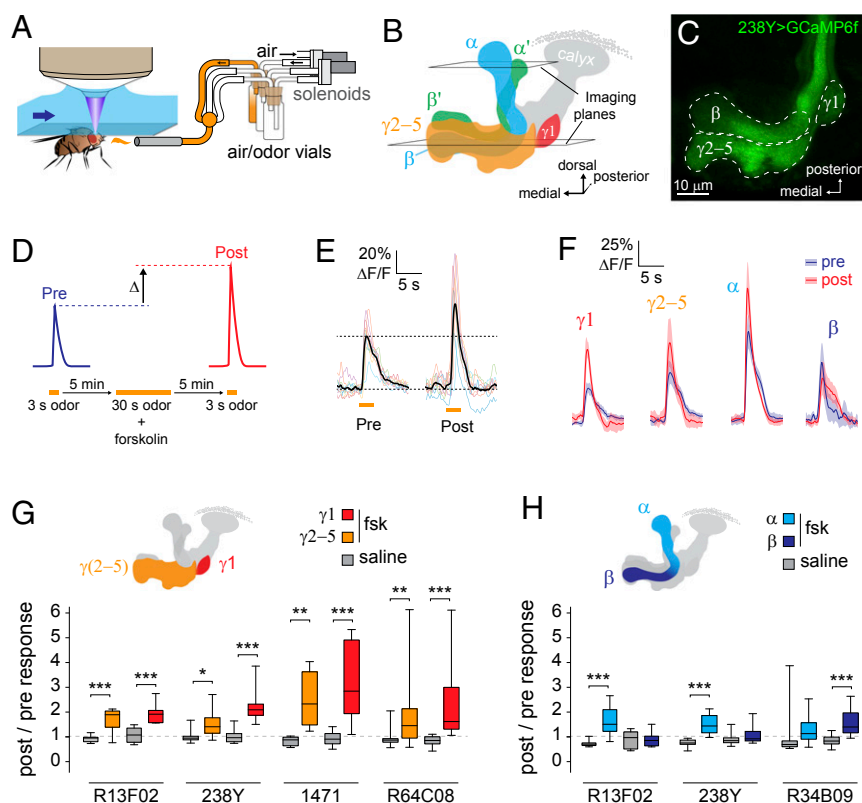 A
air
solenoids
air/odor vials
B
α
α'
calyx
β'
γ2−5
β
γ1
Imaging
planes
dorsal
posterior
medial
C
238Y>GCaMP6f
β
γ1
γ2−5
posterior
medial
10 μm
D
Pre
Δ
Post
5 min
5 min
3 s odor
30 s odor
+
forskolin
3 s odor
E
20%
ΔF/F
5 s
Pre
Post
F
25%
ΔF/F
5 s
pre
post
γ1
γ2−5
α
β
G
γ(2−5)
γ1
γ1
γ2−5
fsk
saline
post / pre response
6
5
4
3
2
1
0
***
***
*
***
**
***
**
***
R13F02
238Y
1471
R64C08
H
α
β
α
β
fsk
saline
post / pre response
6
5
4
3
2
1
0
***
***
***
R13F02
238Y
R34B09